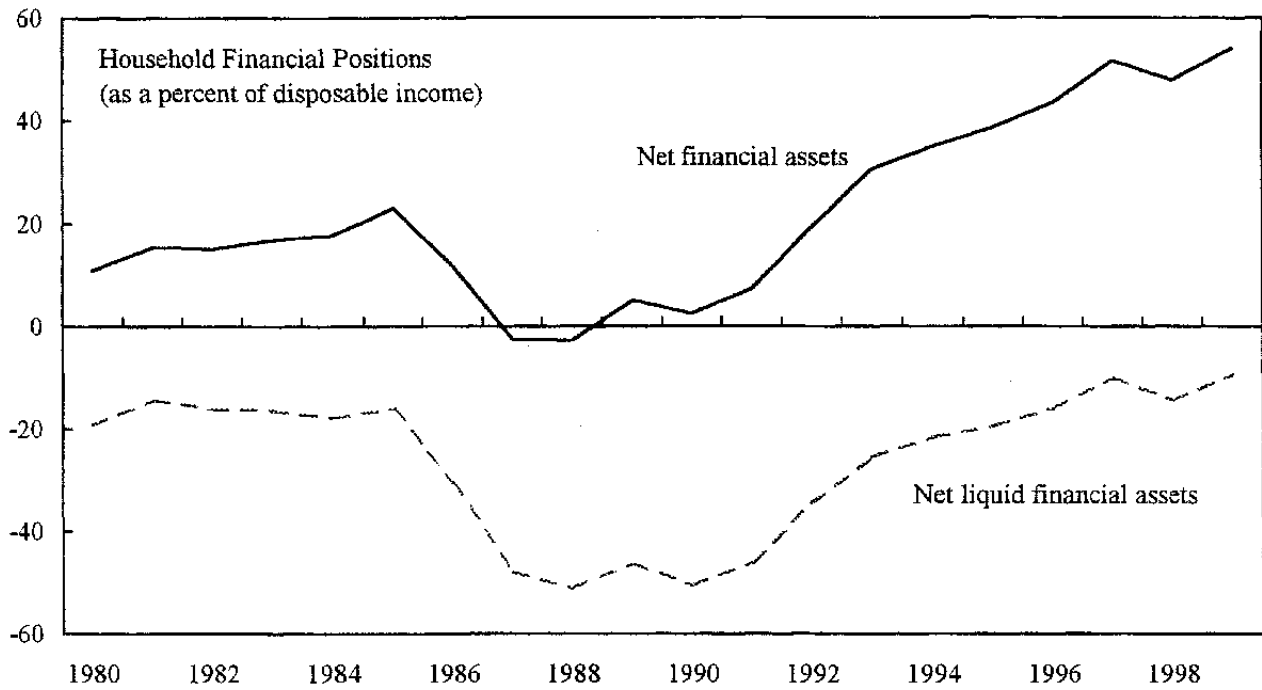 60
Household Financial Positions
(as a percent of disposable income)
40
Net financial assets
20
0
-20
Net liquid financial assets
-40
-60
1980 1982 1984 1986 1988 1990 1992 1994 1996 1998